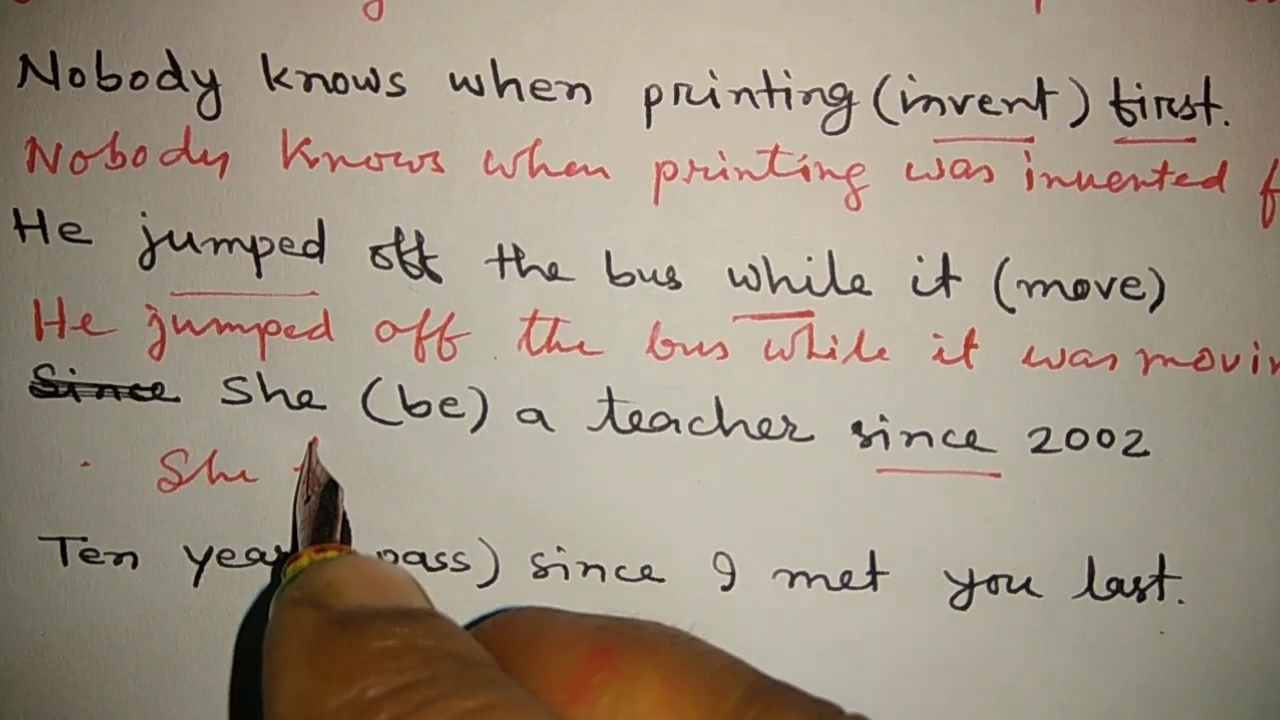 Nobody knows when printing (invent) first.
Nobody knows when printing was invented
He jumped off the bus while it (move)
He jumped off the bus while it was movin
Since She (be) a teacher since 2002
She
Ten year pass) since I met you last.